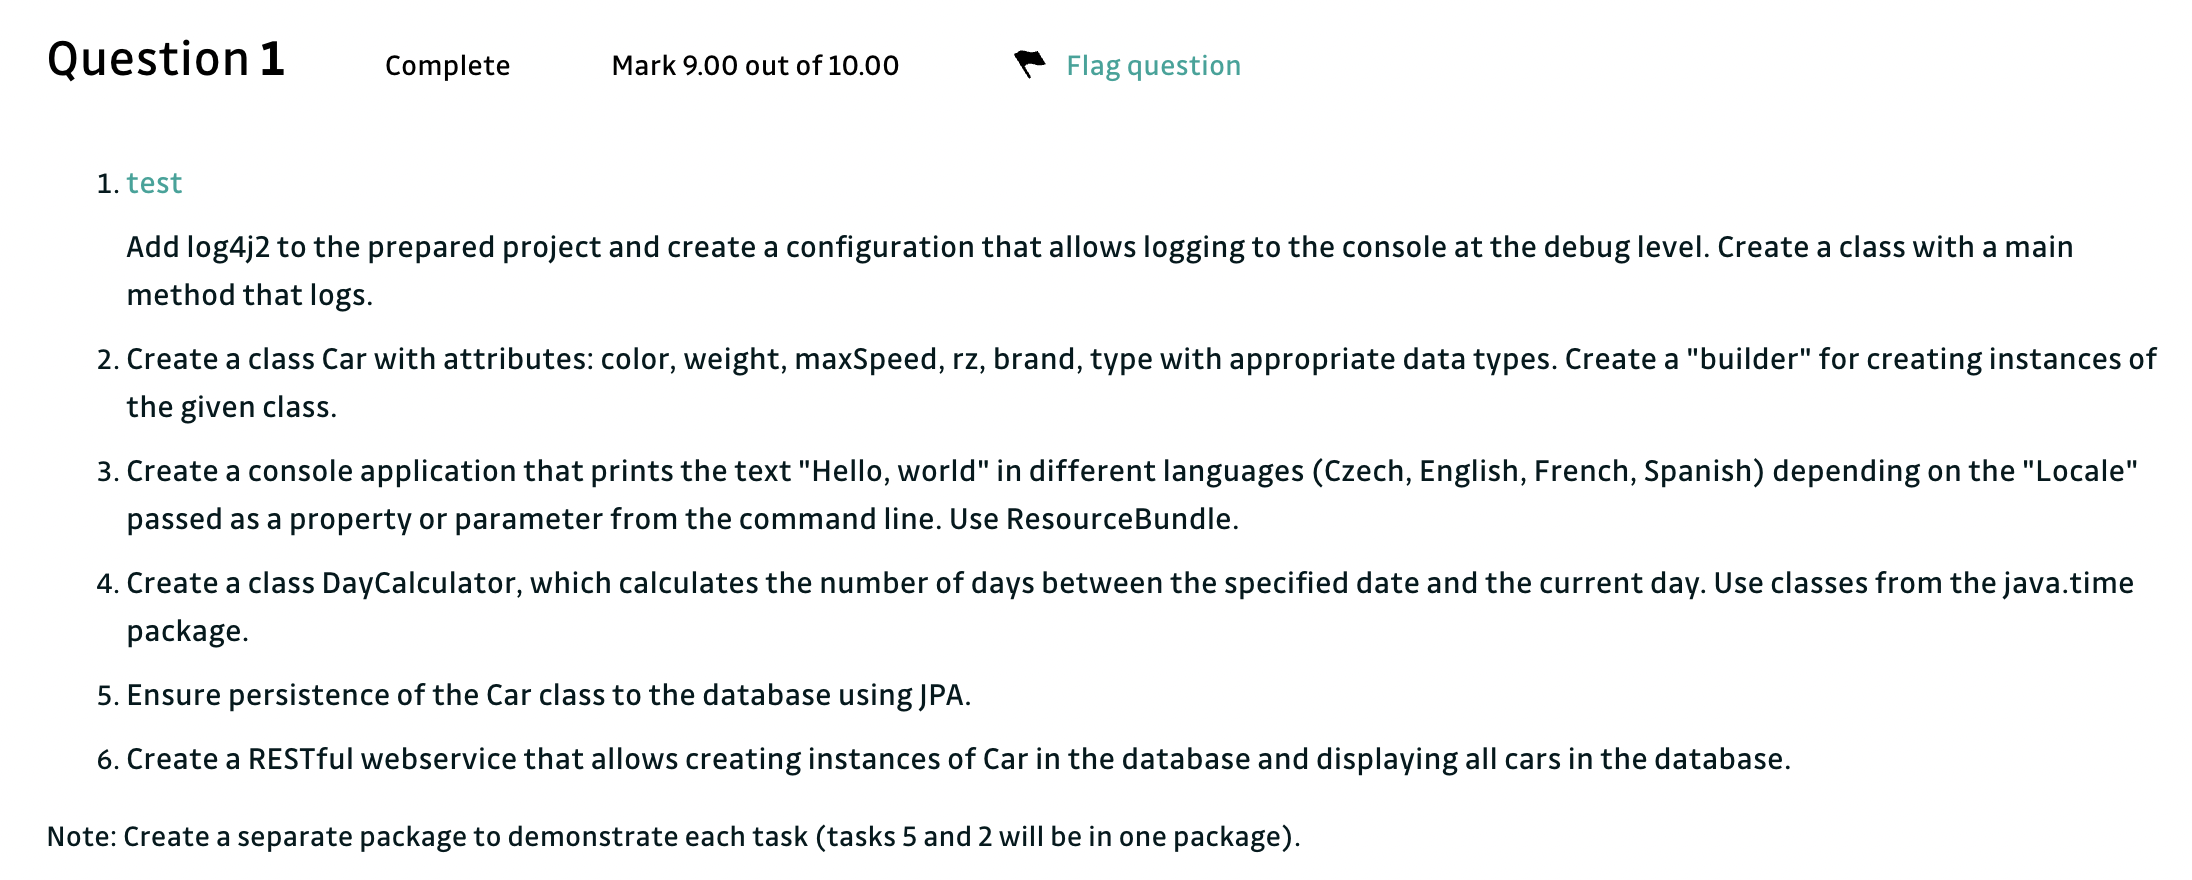 Question 1 Complete Mark 9.00 out of 10.00 Flag question
1. test
Add log4j2 to the prepared project and create a configuration that allows logging to the console at the debug level. Create a class with a main
method that logs.
2. Create a class Car with attributes: color, weight, maxSpeed, rz, brand, type with appropriate data types. Create a "builder" for creating instances of
the given class.
3. Create a console application that prints the text "Hello, world" in different languages (Czech, English, French, Spanish) depending on the "Locale"
passed as a property or parameter from the command line. Use ResourceBundle.
4. Create a class DayCalculator, which calculates the number of days between the specified date and the current day. Use classes from the java.time
package.
5. Ensure persistence of the Car class to the database using JPA.
6. Create a RESTful webservice that allows creating instances of Car in the database and displaying all cars in the database.
Note: Create a separate package to demonstrate each task (tasks 5 and 2 will be in one package).